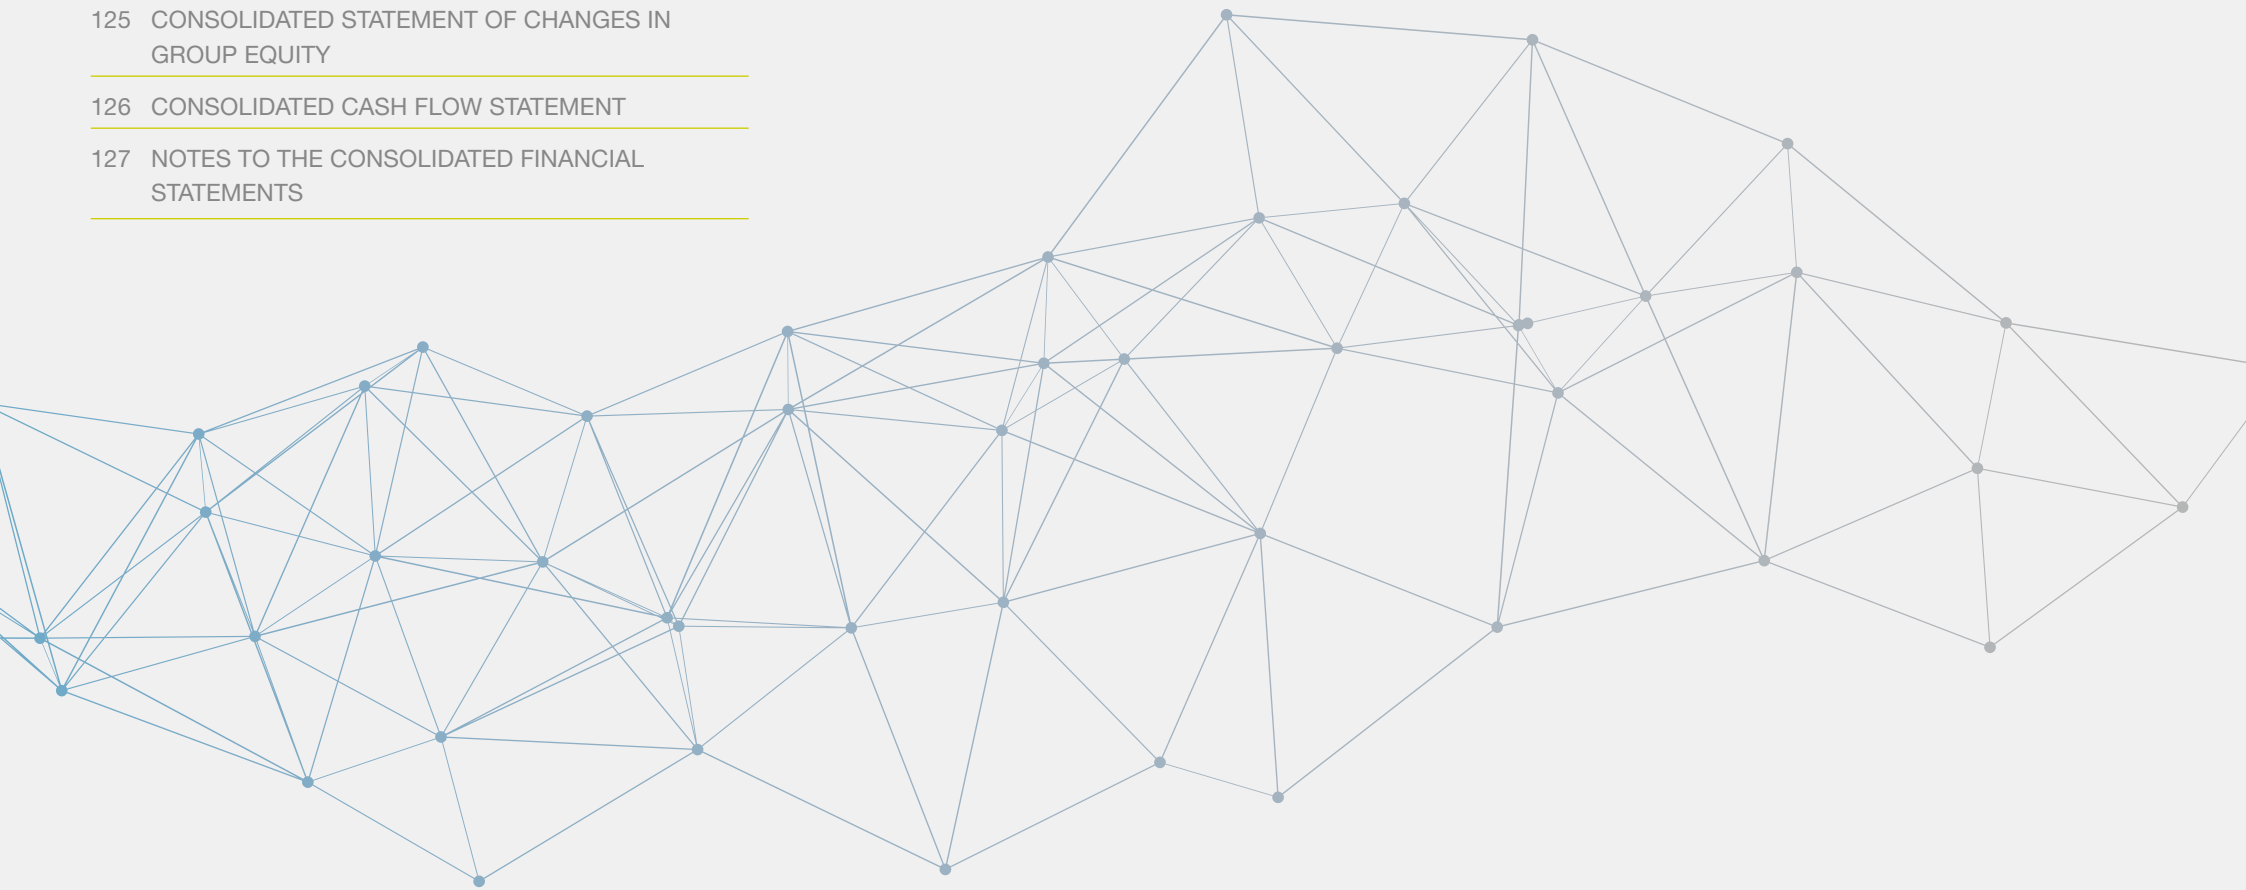 125 CONSOLIDATED STATEMENT OF CHANGES IN
GROUP EQUITY
126 CONSOLIDATED CASH FLOW STATEMENT
127 NOTES TO THE CONSOLIDATED FINANCIAL
STATEMENTS